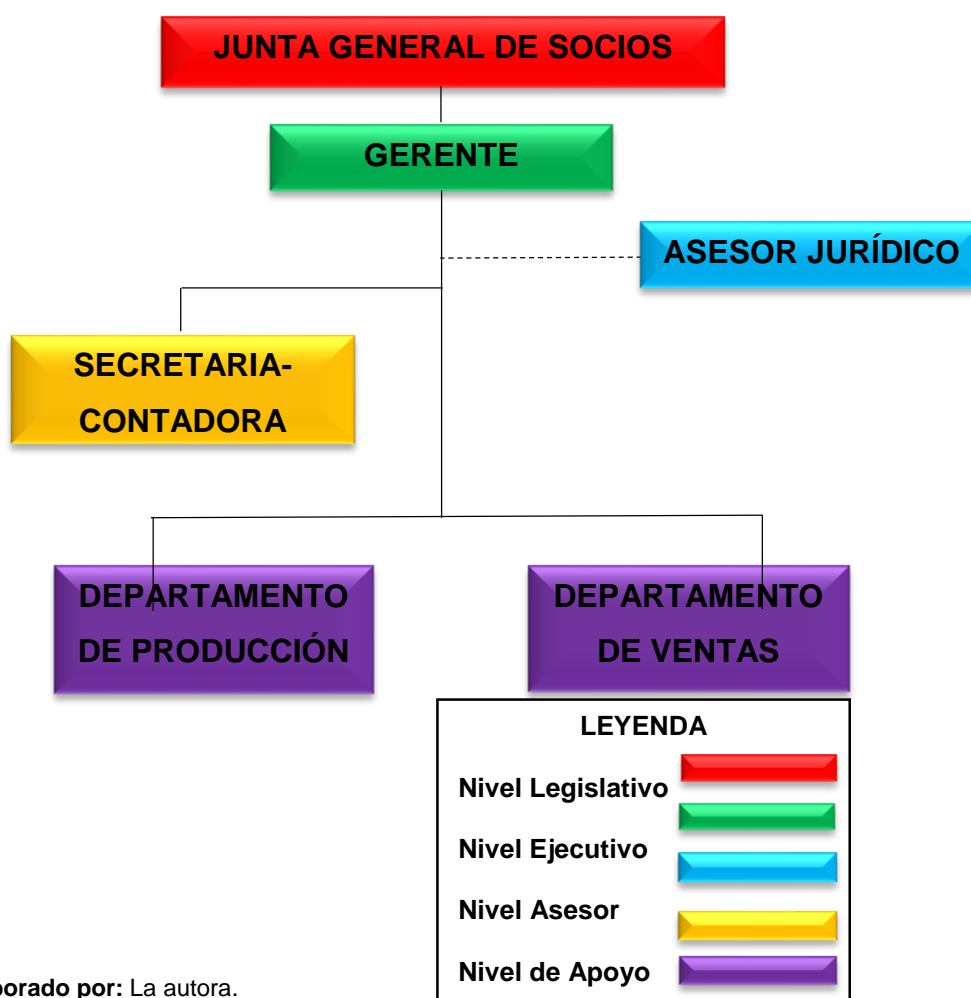 JUNTA GENERAL DE SOCIOS
GERENTE
ASESOR JURÍDICO
SECRETARIA-
CONTADORA
DEPARTAMENTO
DE PRODUCCIÓN
DEPARTAMENTO
DE VENTAS
LEYENDA
Nivel Legislativo
Nivel Ejecutivo
Nivel Asesor
Nivel de Apoyo
por: La autora.